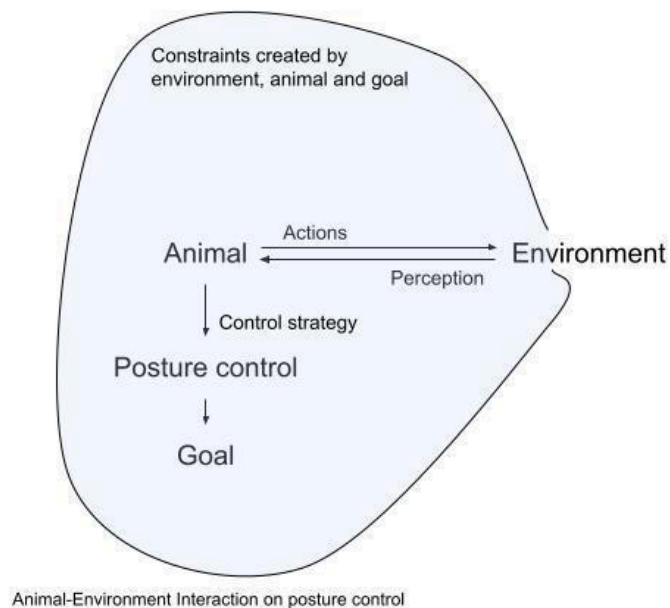 Constraints created by
environment, animal and goal
Actions
Animal
Environment
Perception
Control strategy
Posture control
Goal
Animal-Environment Interaction on posture control